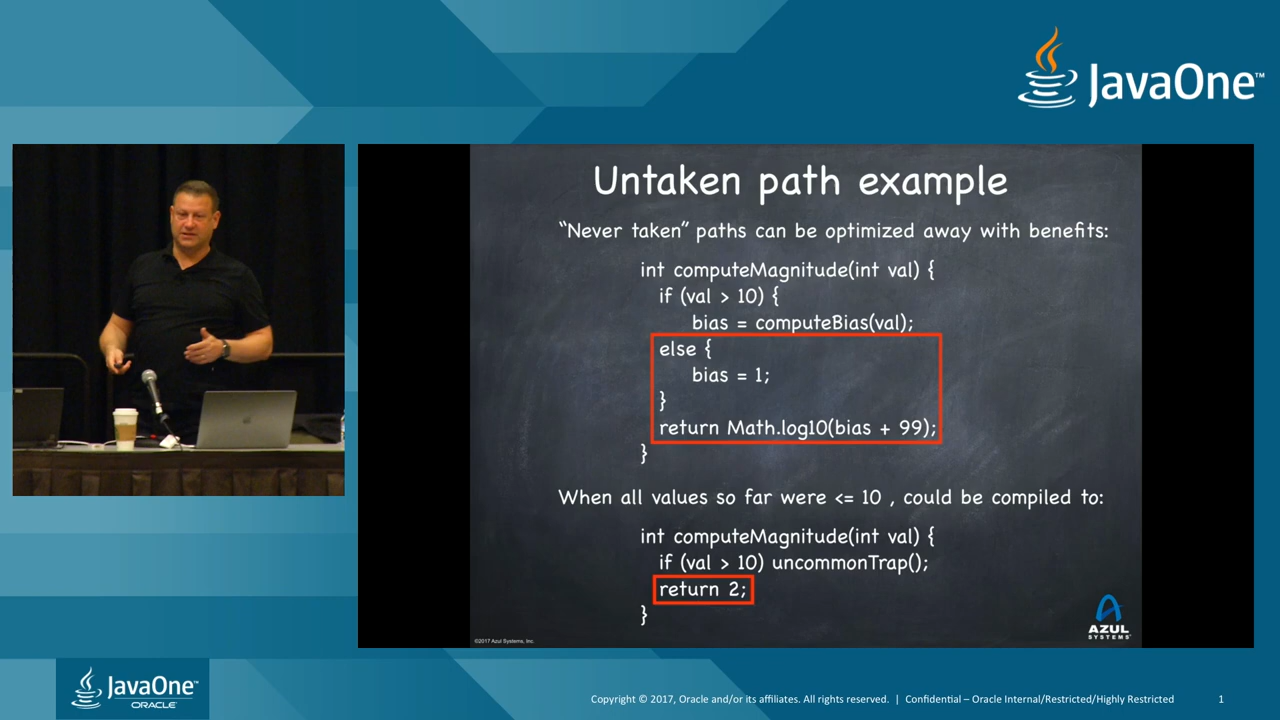 JavaOne™
Untaken path example
“Never taken” paths can be optimized away with benefits:
int computeMagnitude(int val) {
if (val > 10) {
bias = computeBias(val);
else {
bias = 1;
}
return Math.log10(bias + 99);
}
When all values so far were <= 10 , could be compiled to:
int computeMagnitude(int val) {
if (val > 10) uncommonTrap();
return 2;
}
AZUL
SYSTEMS
©2017 Azul Systems, Inc.
JavaOne™
ORACLE
Copyright © 2017, Oracle and/or its affiliates. All rights reserved. | Confidential – Oracle Internal/Restricted/Highly Restricted 1